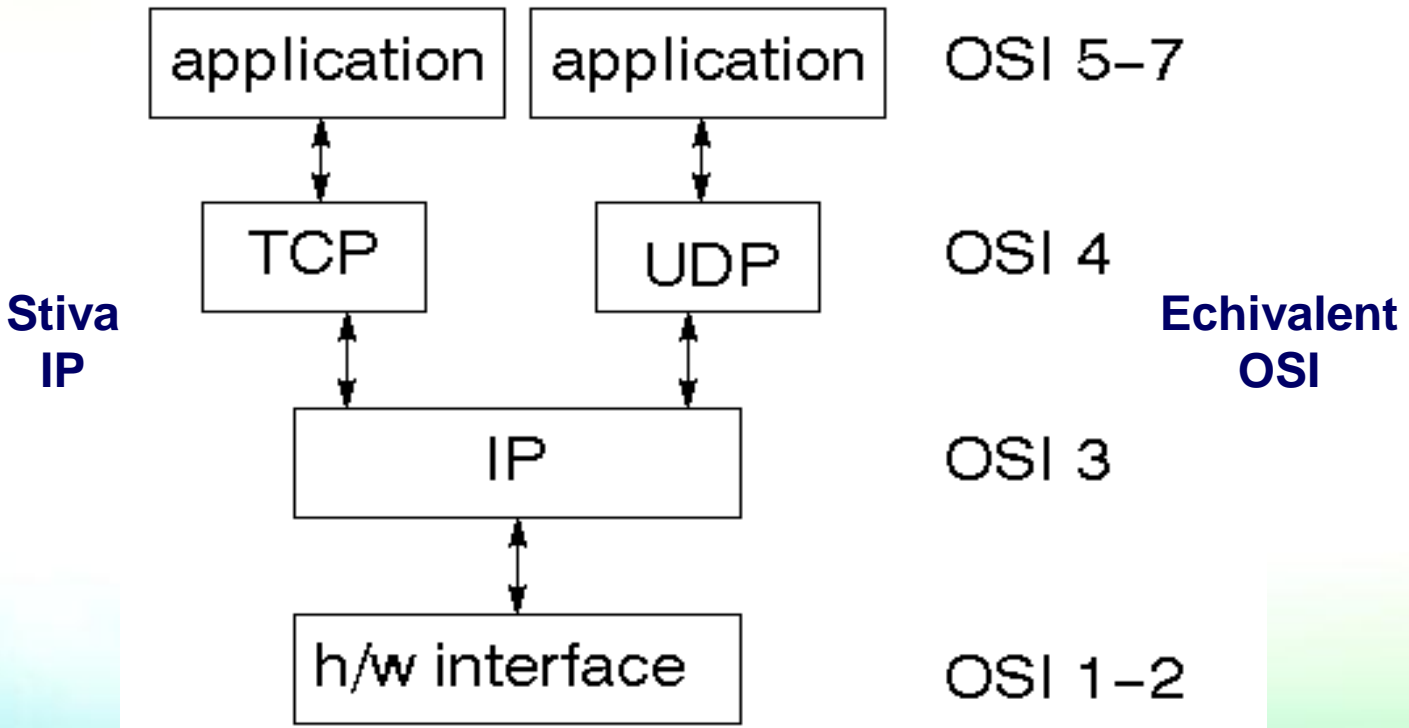 application application OSI 5–7
TCP UDP OSI 4
Stiva
IP
Echivalent
OSI
IP OSI 3
h/w interface OSI 1–2